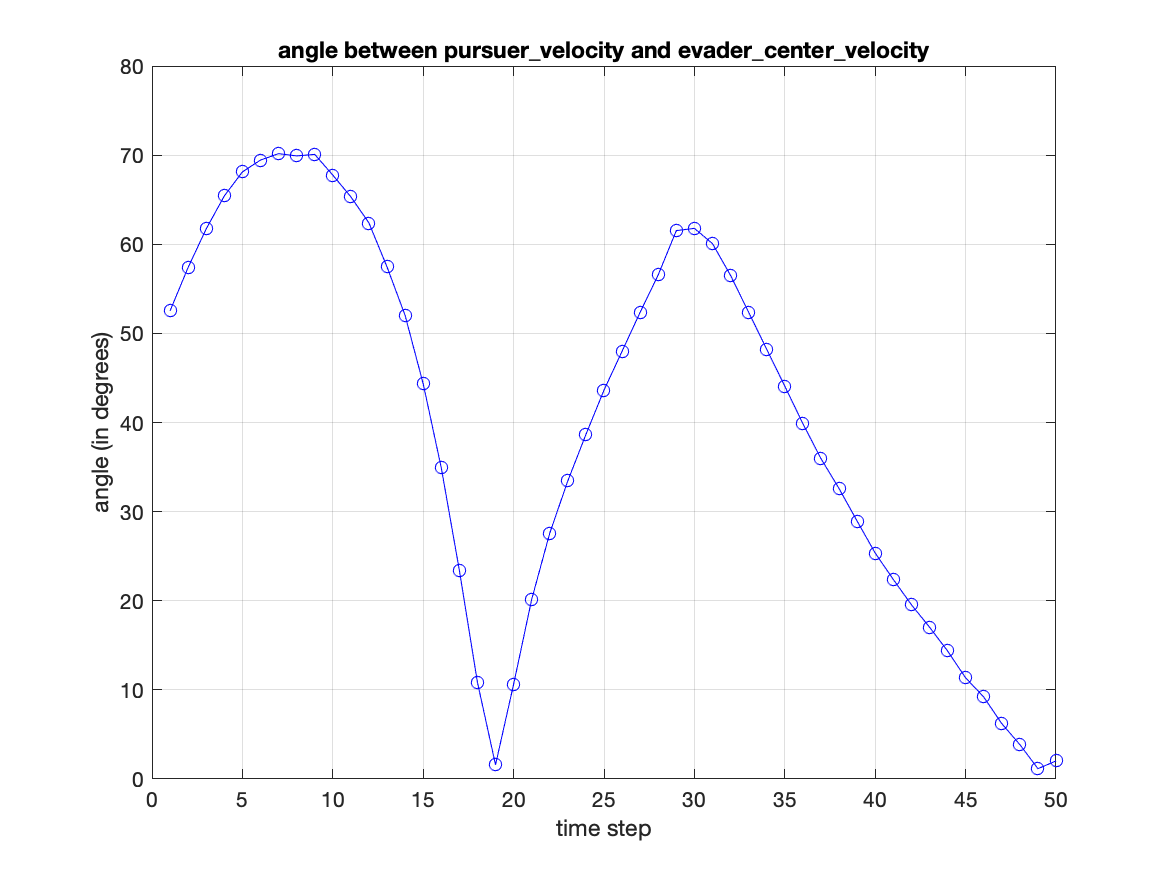 angle between pursuer_velocity and evader_center_velocity
80
70
60
50
40
30
20
10
0
angle (in degrees)
0 5 10 15 20 25 30 35 40 45 50
time step